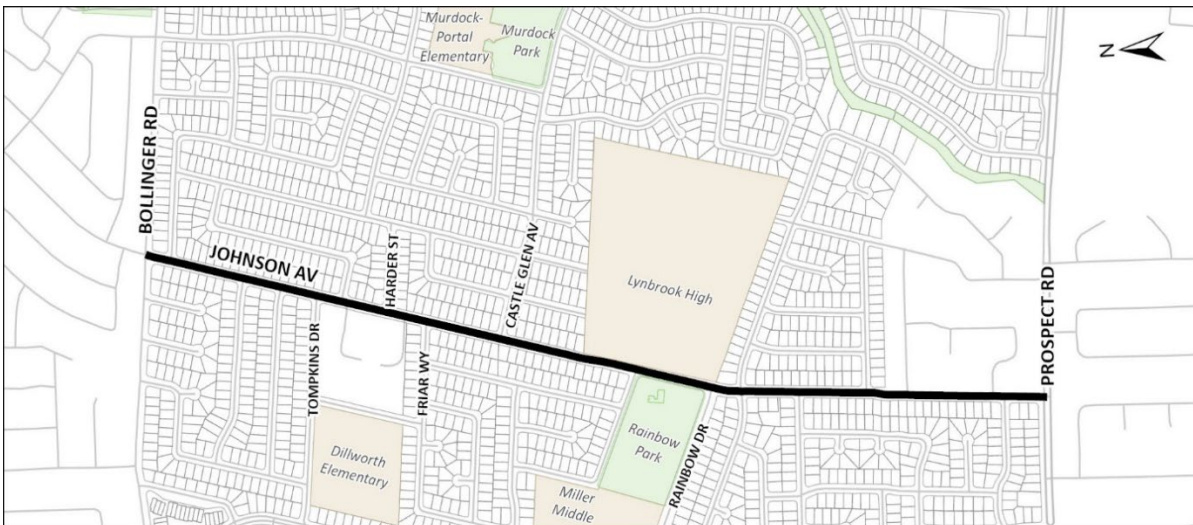 Murdock-
Portal
Elementary
Murdock
Park
N
BOLLINGER RD
JOHNSON AV
HARDER ST
CASTLE GLEN AV
Lynbrook High
PROSPECT RD
TOMPKINS DR
FRIAR WY
Dillworth
Elementary
Rainbow
Park
RAINBOW DR
Miller
Middle